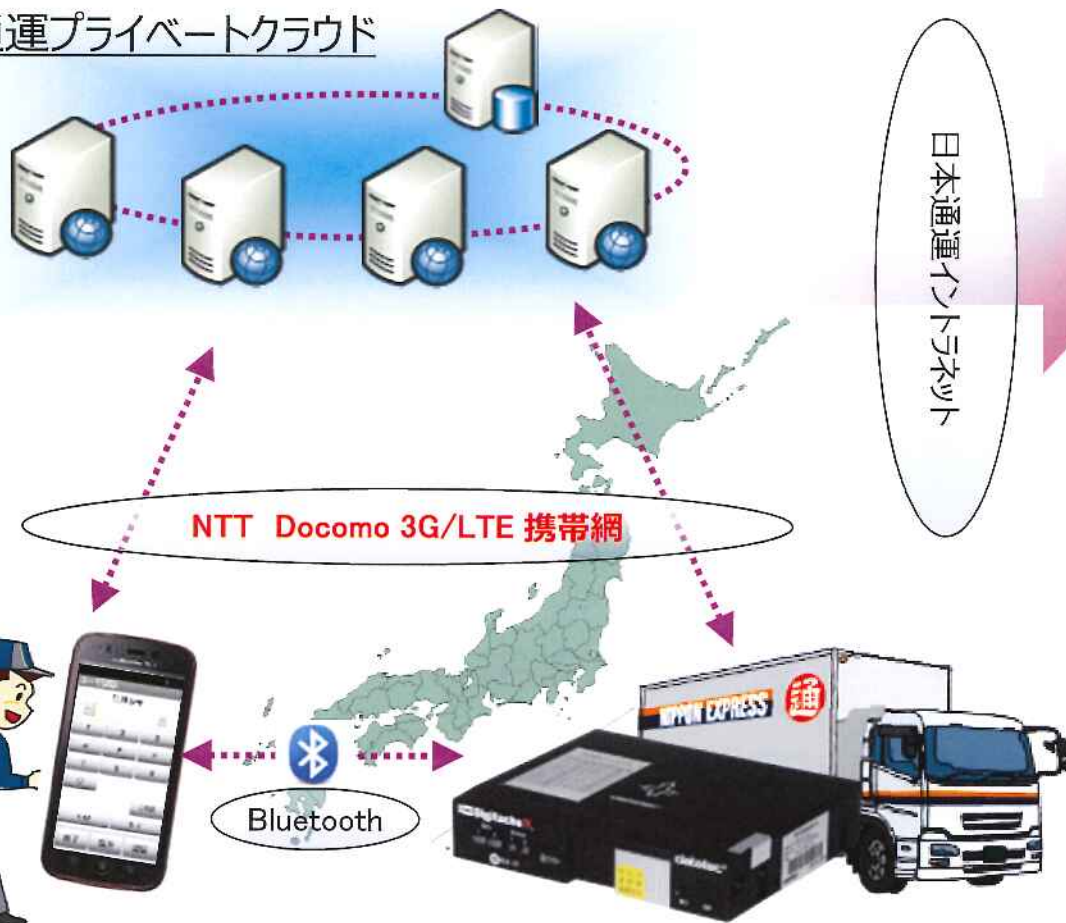 通運プライベートクラウド
日本通運イントラネット
NTT Docomo 3G/LTE 携帯網
NIPPON EXPRESS
通
Bluetooth
datatec